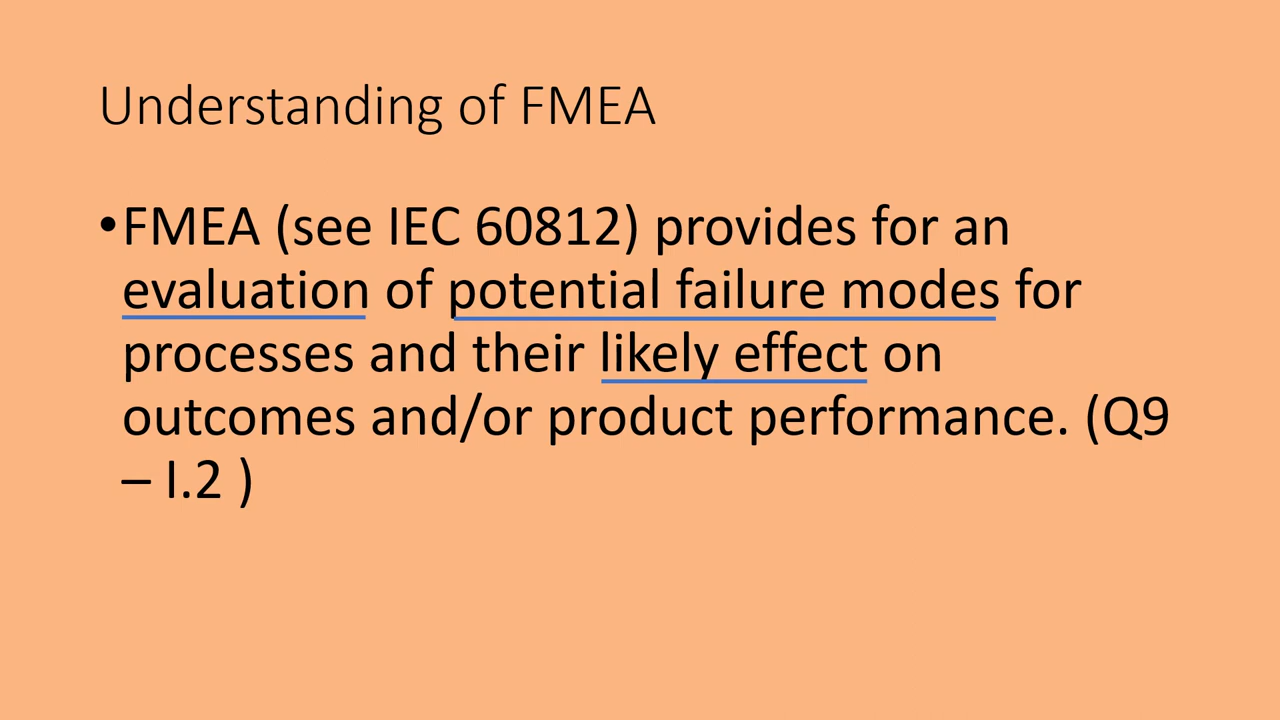 Understanding of FMEA
•FMEA (see IEC 60812) provides for an
evaluation of potential failure modes for
processes and their likely effect on
outcomes and/or product performance. (Q9
– I.2 )